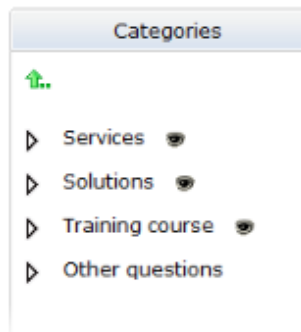 Categories
Services
Solutions
Training course
Other questions